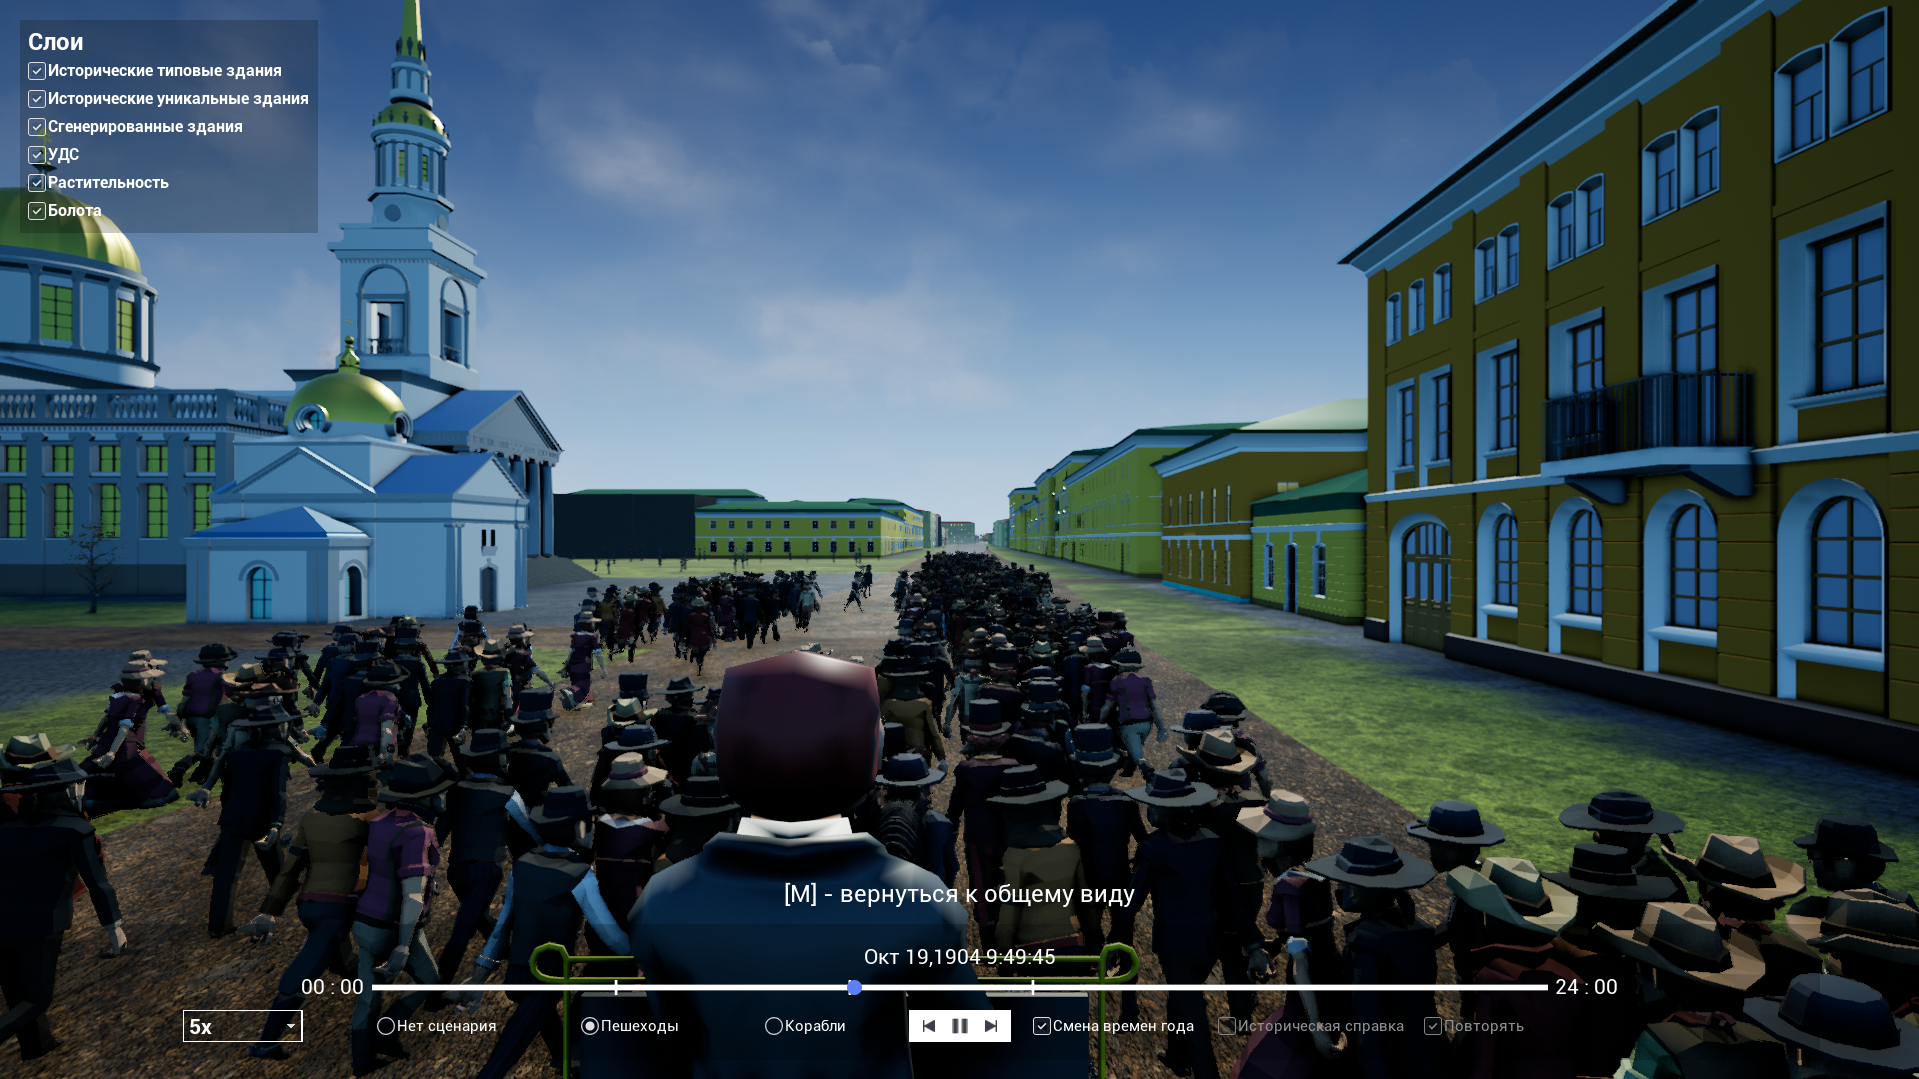 Слои
Исторические типовые здания
Исторические уникальные здания
Сгенерированные здания
УДС
Растительность
Болота
[M] - вернуться к общему виду
Окт 19,1904 9:49:45
00 : 00
24 : 00
5x
Нет сценария
Пешеходы
Корабли
Смена времен года
Историческая справка
Повторять